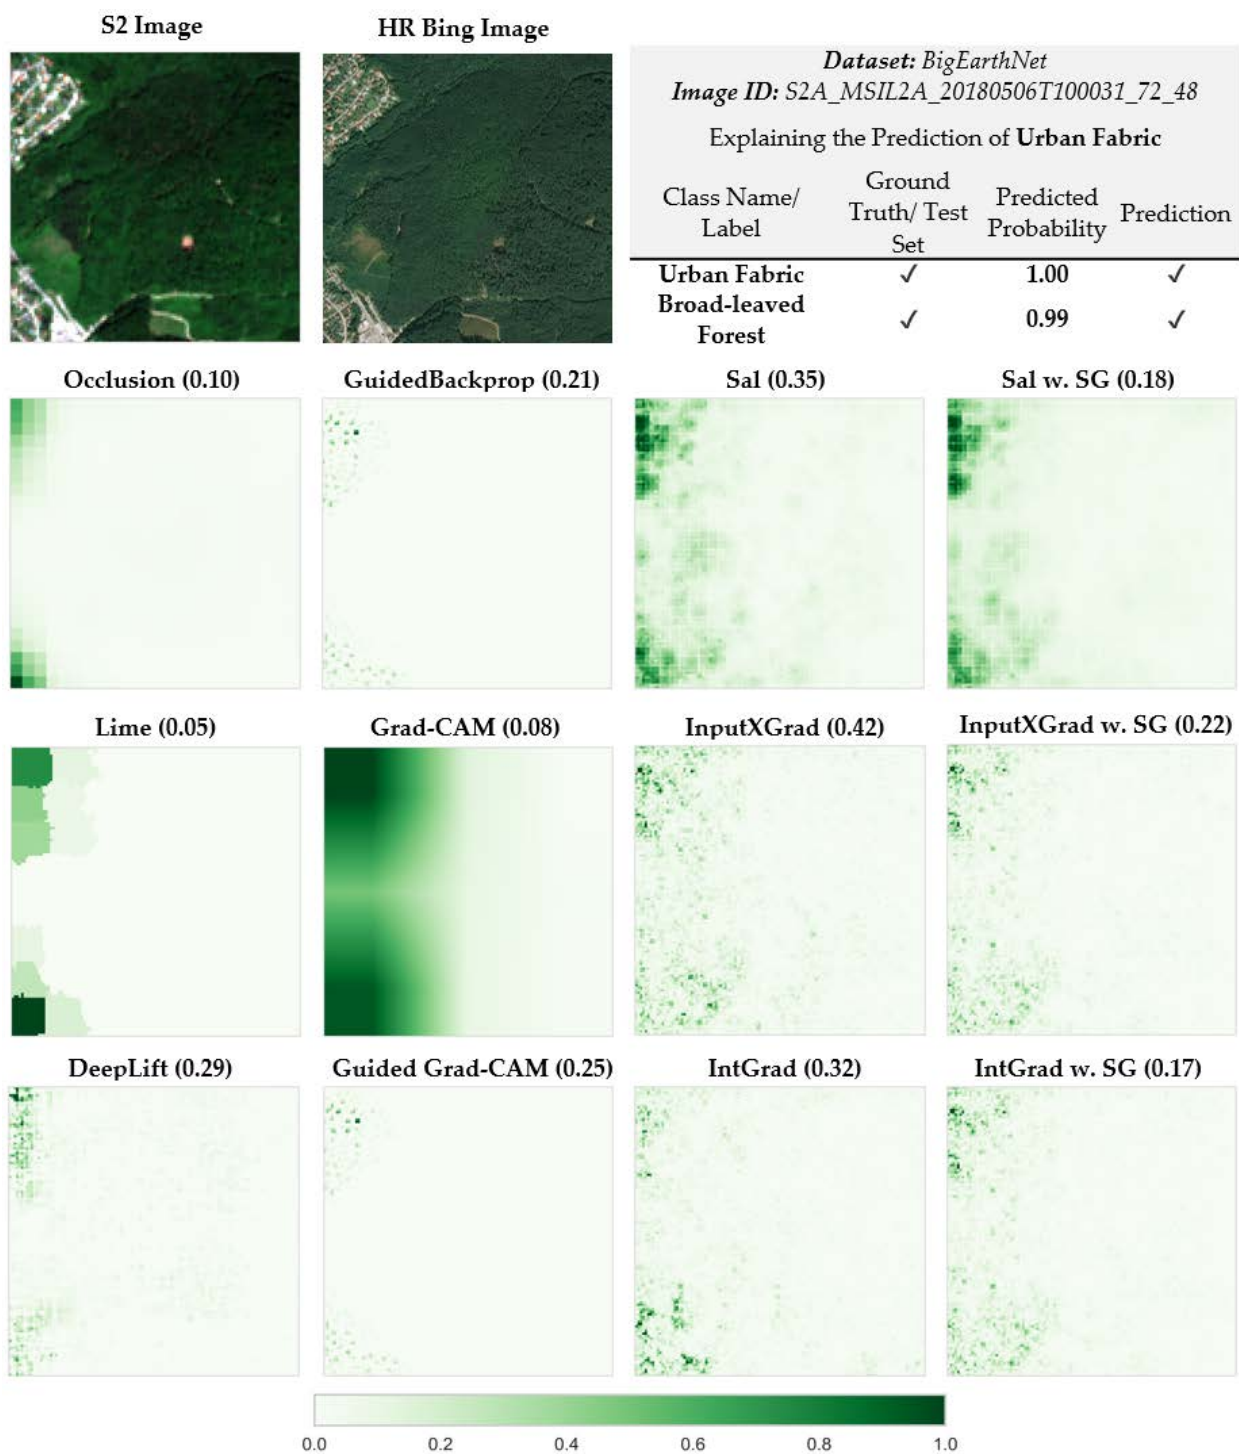 S2 Image
HR Bing Image
Dataset: BigEarthNet
Image ID: S2A_MSIL2A_20180506T100031_72_48
Explaining the Prediction of Urban Fabric
Class Name/ Label
Ground Truth/ Test Set
Predicted Probability
Prediction
Urban Fabric ✓ 1.00 ✓
Broad-leaved Forest ✓ 0.99 ✓
Occlusion (0.10)
GuidedBackprop (0.21)
Sal (0.35)
Sal w. SG (0.18)
Lime (0.05)
Grad-CAM (0.08)
InputXGrad (0.42)
InputXGrad w. SG (0.22)
DeepLift (0.29)
Guided Grad-CAM (0.25)
IntGrad (0.32)
IntGrad w. SG (0.17)
0.0 0.2 0.4 0.6 0.8 1.0